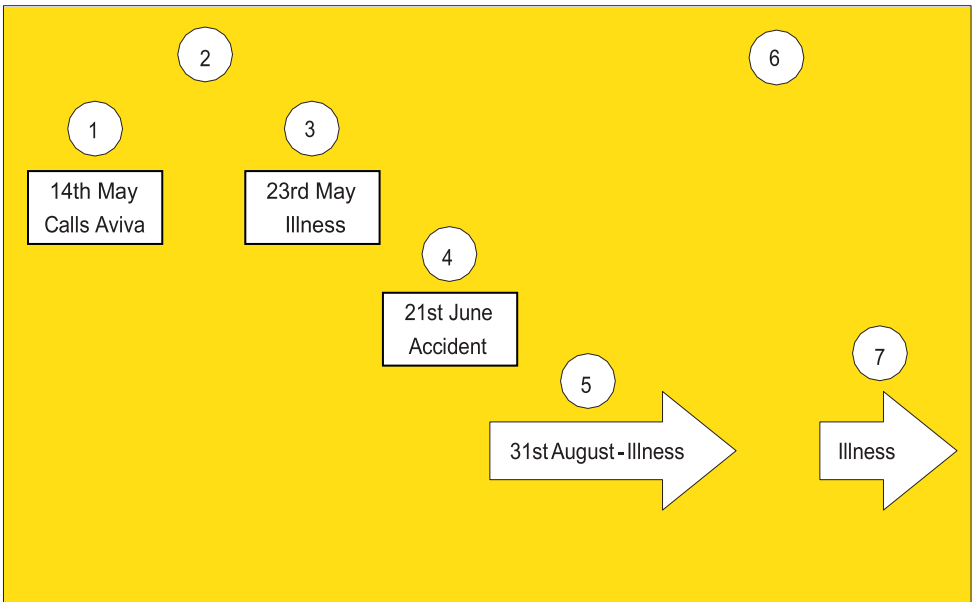 2
6
1
3
14th May
Calls Aviva
23rd May
Illness
4
21st June
Accident
5
7
31st August - Illness
Illness